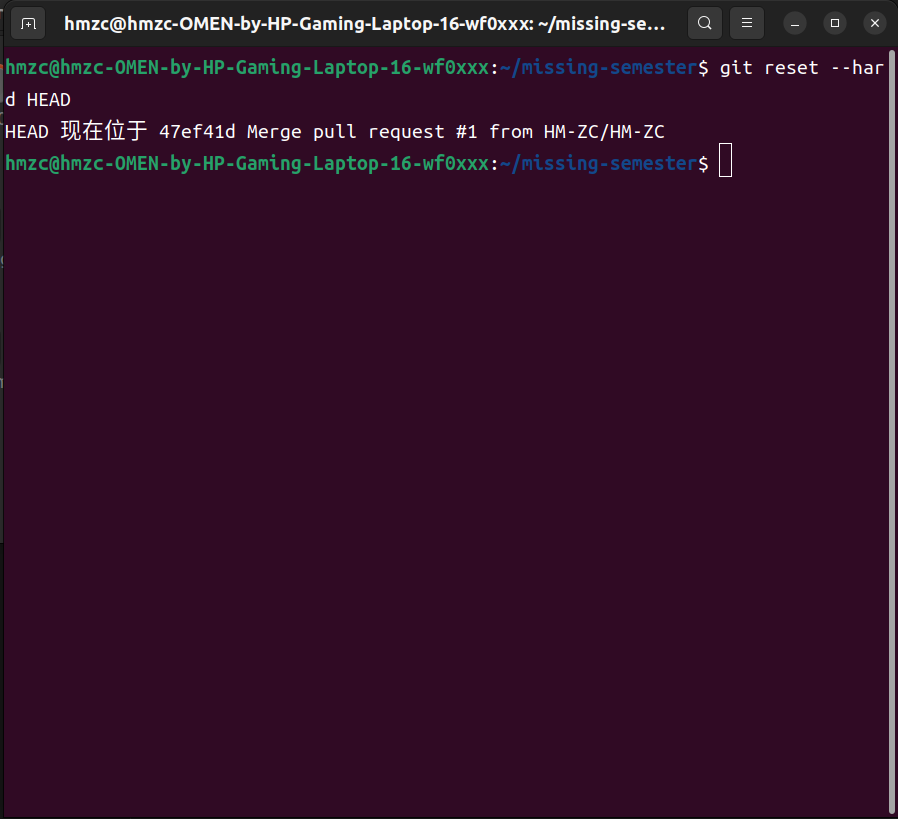 hmzc@hmzc-OMEN-by-HP-Gaming-Laptop-16-wf0xxx: ~/missing-se...
hmzc@hmzc-OMEN-by-HP-Gaming-Laptop-16-wf0xxx:~/missing-semester$ git reset --har
d HEAD
HEAD 现在位于 47ef41d Merge pull request #1 from HM-ZC/HM-ZC
hmzc@hmzc-OMEN-by-HP-Gaming-Laptop-16-wf0xxx:~/missing-semester$